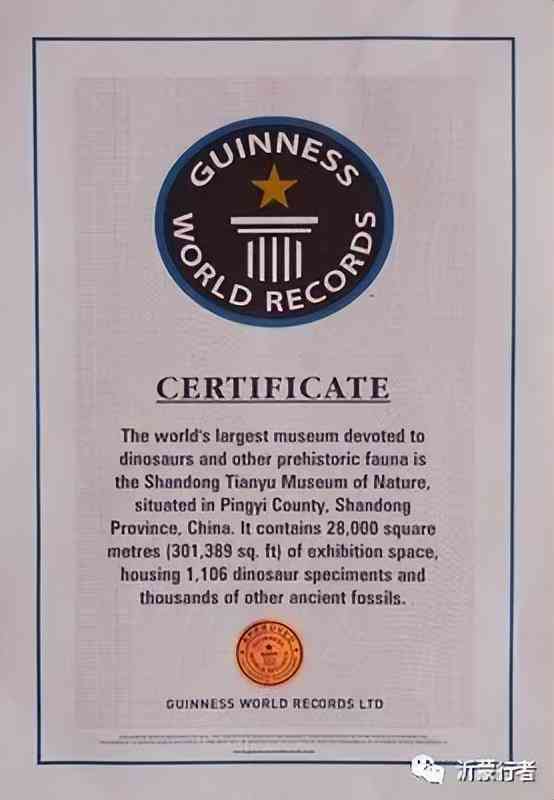 GUINNESS
WORLD RECORDS
CERTIFICATE
The world's largest museum devoted to
dinosaurs and other prehistoric fauna is
the Shandong Tianyu Museum of Nature,
situated in Pingyi County, Shandong
Province, China. It contains 28,000 square
metres (301,389 sq. ft) of exhibition space,
housing 1,106 dinosaur speciments and
thousands of other ancient fossils.
GUINNESS WORLD RECORDS LTD
沂蒙行者